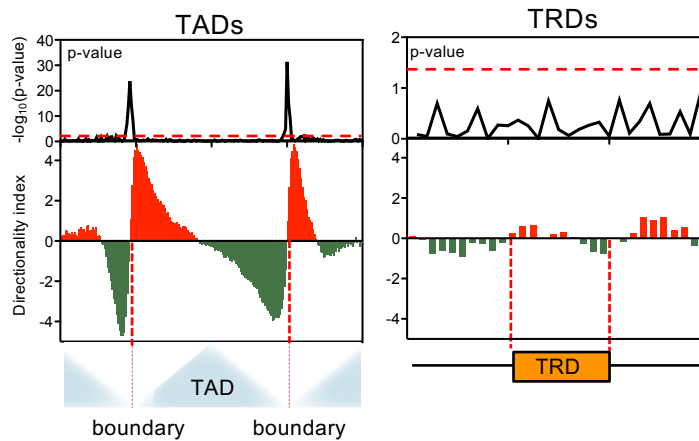 TADs
TRDs
-log₁₀(p-value)
40
30
20
10
0
p-value
2
1
0
p-value
Directionality index
4
2
0
-2
-4
4
2
0
-2
-4
TAD
TRD
boundary
boundary